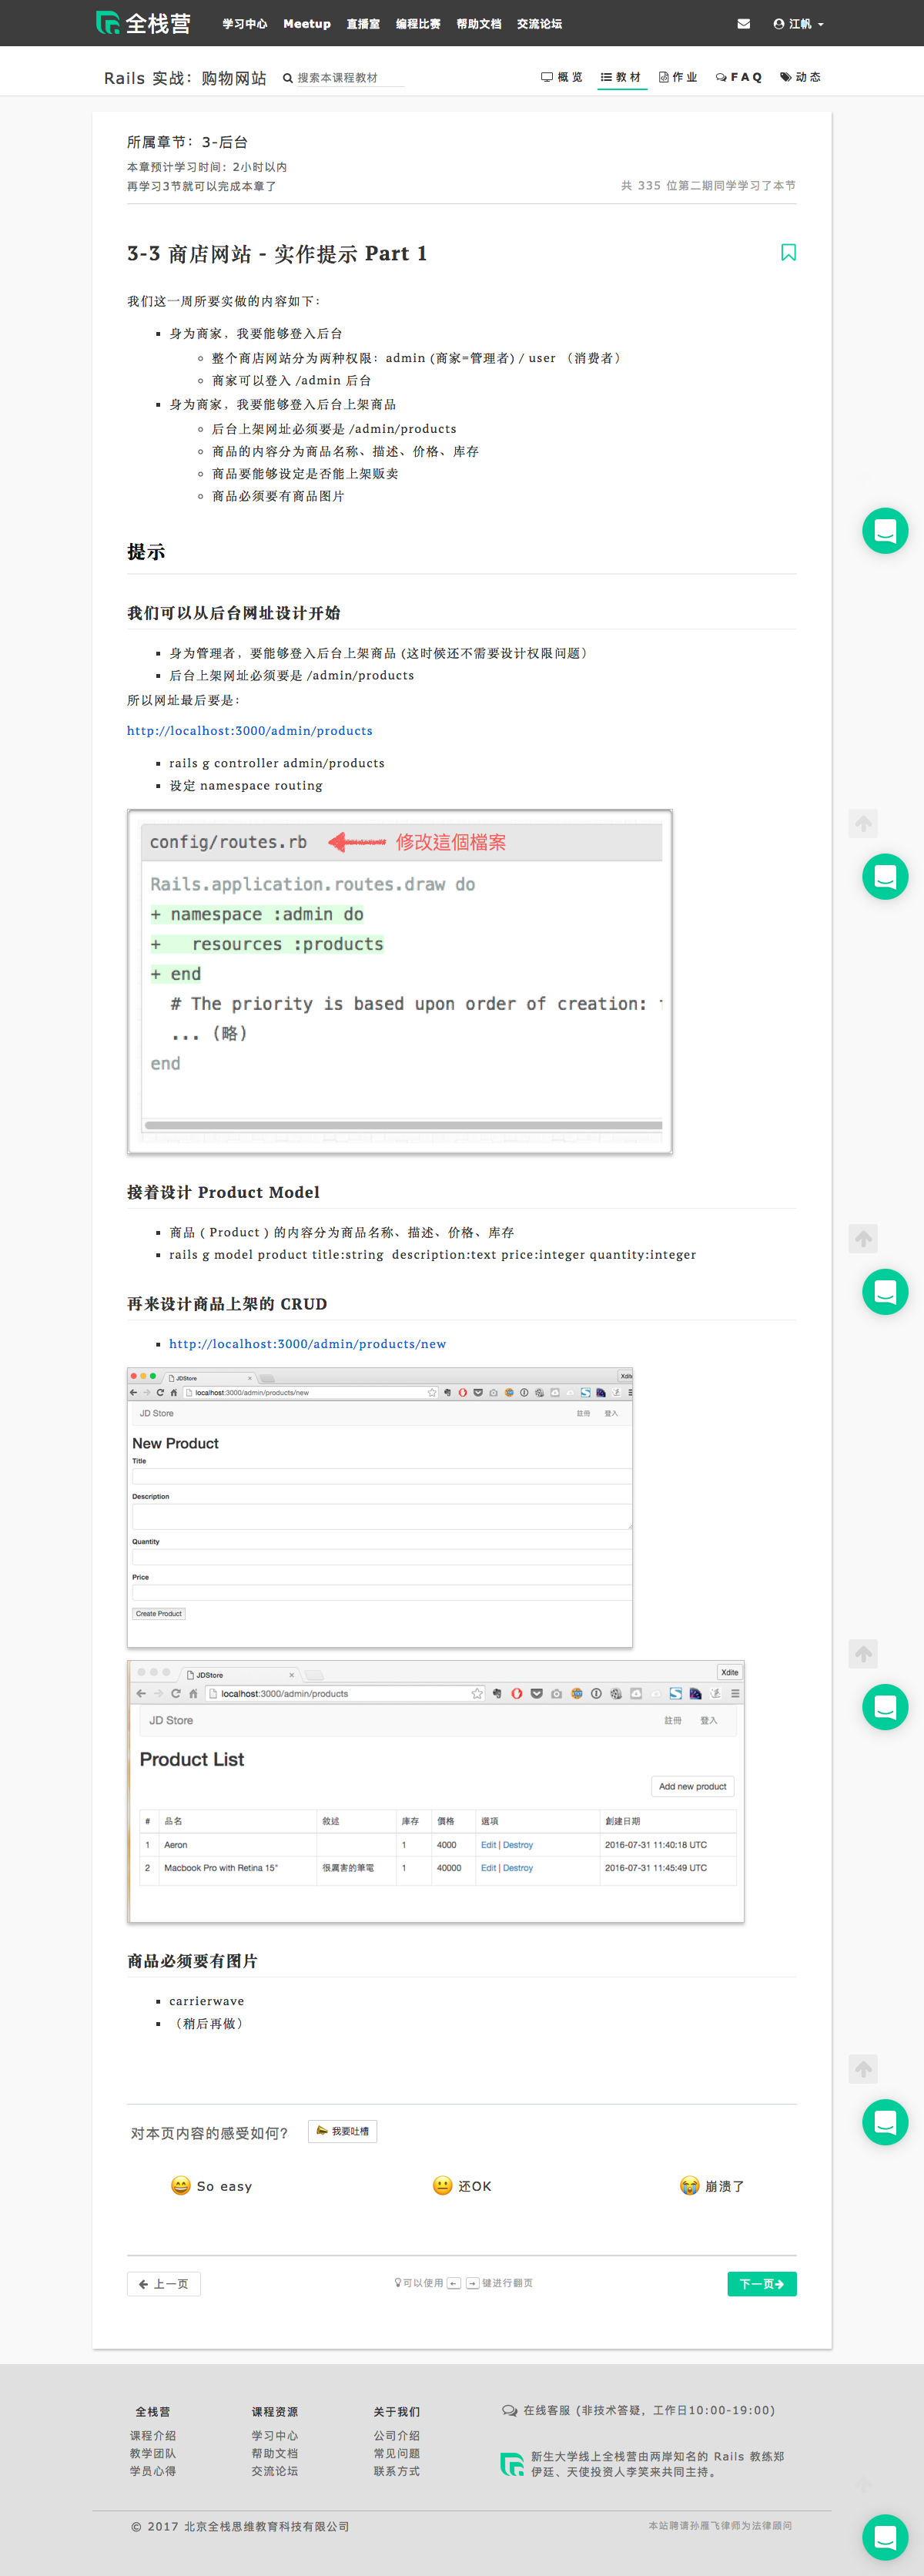 全栈营 学习中心 Meetup 直播室 编程比赛 帮助文档 交流论坛 江帆
Rails 实战：购物网站 搜索本课程教材 概览 教材 作业 FAQ 动态
所属章节：3-后台
本章预计学习时间：2小时以内
再学习3节就可以完成本章了 共 335 位第二期同学学习了本节
3-3 商店网站 - 实作提示 Part 1
我们这一周所要实做的内容如下：
身为商家，我要能够登入后台
整个商店网站分为两种权限：admin (商家=管理者) / user （消费者）
商家可以登入 /admin 后台
身为商家，我要能够登入后台上架商品
后台上架网址必须要是 /admin/products
商品的内容分为商品名称、描述、价格、库存
商品要能够设定是否能上架贩卖
商品必须要有商品图片
提示
我们可以从后台网址设计开始
身为管理者，要能够登入后台上架商品 (这时候还不需要设计权限问题）
后台上架网址必须要是 /admin/products
所以网址最后要是：
http://localhost:3000/admin/products
rails g controller admin/products
设定 namespace routing
config/routes.rb 修改這個檔案
Rails.application.routes.draw do
+ namespace :admin do
+   resources :products
+ end
# The priority is based upon order of creation:
... (略)
end
接着设计 Product Model
商品 ( Product ) 的内容分为商品名称、描述、价格、库存
rails g model product title:string  description:text price:integer quantity:integer
再来设计商品上架的 CRUD
http://localhost:3000/admin/products/new
JDStore
localhost:3000/admin/products/new
JD Store 註冊 登入
New Product
Title
Description
Quantity
Price
Create Product
JDStore Xdite
localhost:3000/admin/products
JD Store 註冊 登入
Product List
Add new product
# 品名 敘述 庫存 價格 選項 創建日期
1 Aeron 1 4000 Edit | Destroy 2016-07-31 11:40:18 UTC
2 Macbook Pro with Retina 15" 很厲害的筆電 1 40000 Edit | Destroy 2016-07-31 11:45:49 UTC
商品必须要有图片
carrierwave
（稍后再做）
对本页内容的感受如何？ 我要吐槽
So easy 还OK 崩溃了
← 上一页 可以使用 ← → 键进行翻页 下一页→
全栈营 课程资源 关于我们 在线客服 (非技术答疑，工作日10:00-19:00)
课程介绍 学习中心 公司介绍
教学团队 帮助文档 常见问题
学员心得 交流论坛 联系方式
新生大学线上全栈营由两岸知名的 Rails 教练郑
伊廷、天使投资人李笑来共同主持。
© 2017 北京全栈思维教育科技有限公司 本站聘请孙雁飞律师为法律顾问